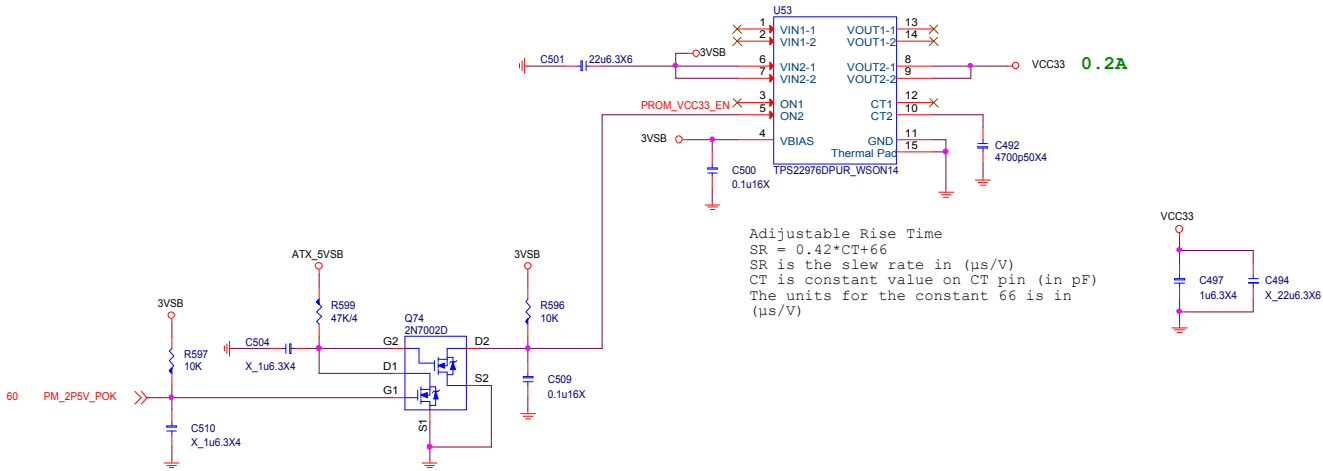 U53
1 VIN1-1 VOUT1-1 13
2 VIN1-2 VOUT1-2 14
C501 22u6.3X6 3VSB
6 VIN2-1 VOUT2-1 8 VCC33 0.2A
7 VIN2-2 VOUT2-2 9
PROM_VCC33_EN 3 ON1 CT1 12
5 ON2 CT2 10
3VSB 4 VBIAS GND 11
Thermal Pad 15
C492
4700p50X4
TPS22976DPUR_WSON14
C500
0.1u16X
Adijustable Rise Time
SR = 0.42*CT+66
SR is the slew rate in (µs/V)
CT is constant value on CT pin (in pF)
The units for the constant 66 is in
(µs/V)
VCC33
C497
1u6.3X4
C494
X_22u6.3X6
ATX_5VSB
3VSB
3VSB
R599
47K/4
R596
10K
Q74
2N7002D
C504
X_1u6.3X4
R597
10K
G2 D2
D1
S2
G1
S1
C509
0.1u16X
60 PM_2P5V_POK
C510
X_1u6.3X4